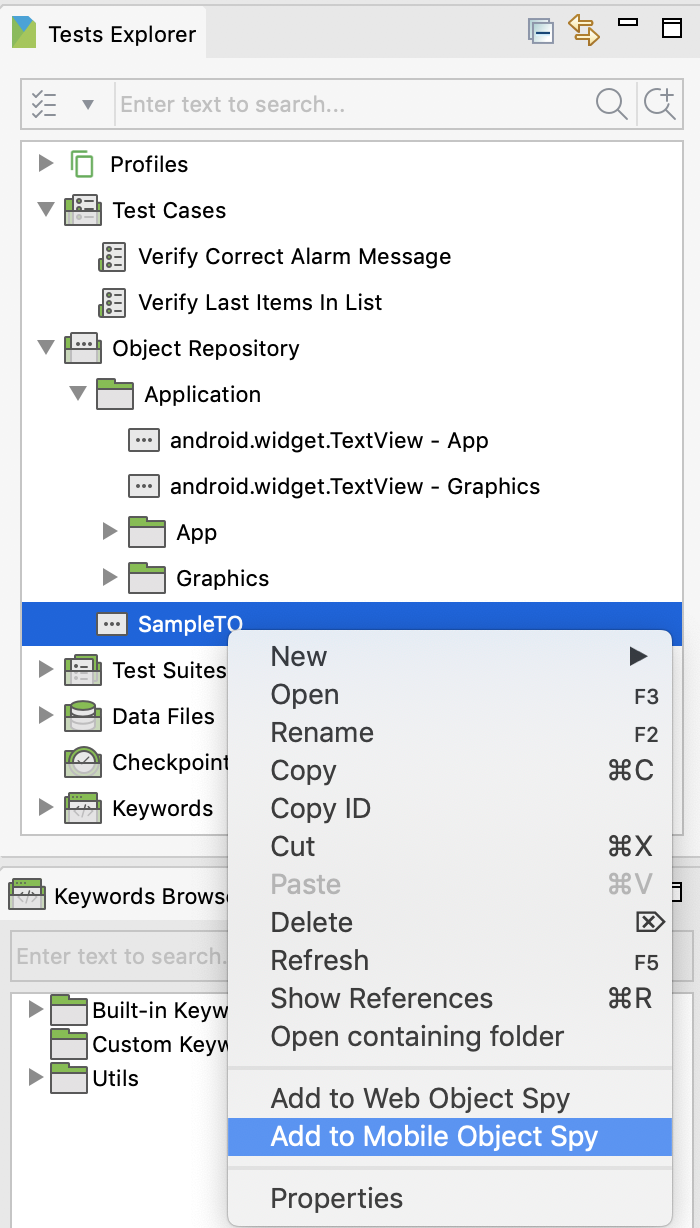 Tests Explorer
Enter text to search...
Profiles
Test Cases
Verify Correct Alarm Message
Verify Last Items In List
Object Repository
Application
android.widget.TextView - App
android.widget.TextView - Graphics
App
Graphics
SampleTO
Test Suites
Data Files
Checkpoint
Keywords
New
Open F3
Rename F2
Copy ⌘C
Copy ID
Cut ⌘X
Paste ⌘V
Delete ⌦
Refresh F5
Show References ⌘R
Open containing folder
Add to Web Object Spy
Add to Mobile Object Spy
Properties
Keywords Brows
Enter text to search.
Built-in Keyw
Custom Keyw
Utils